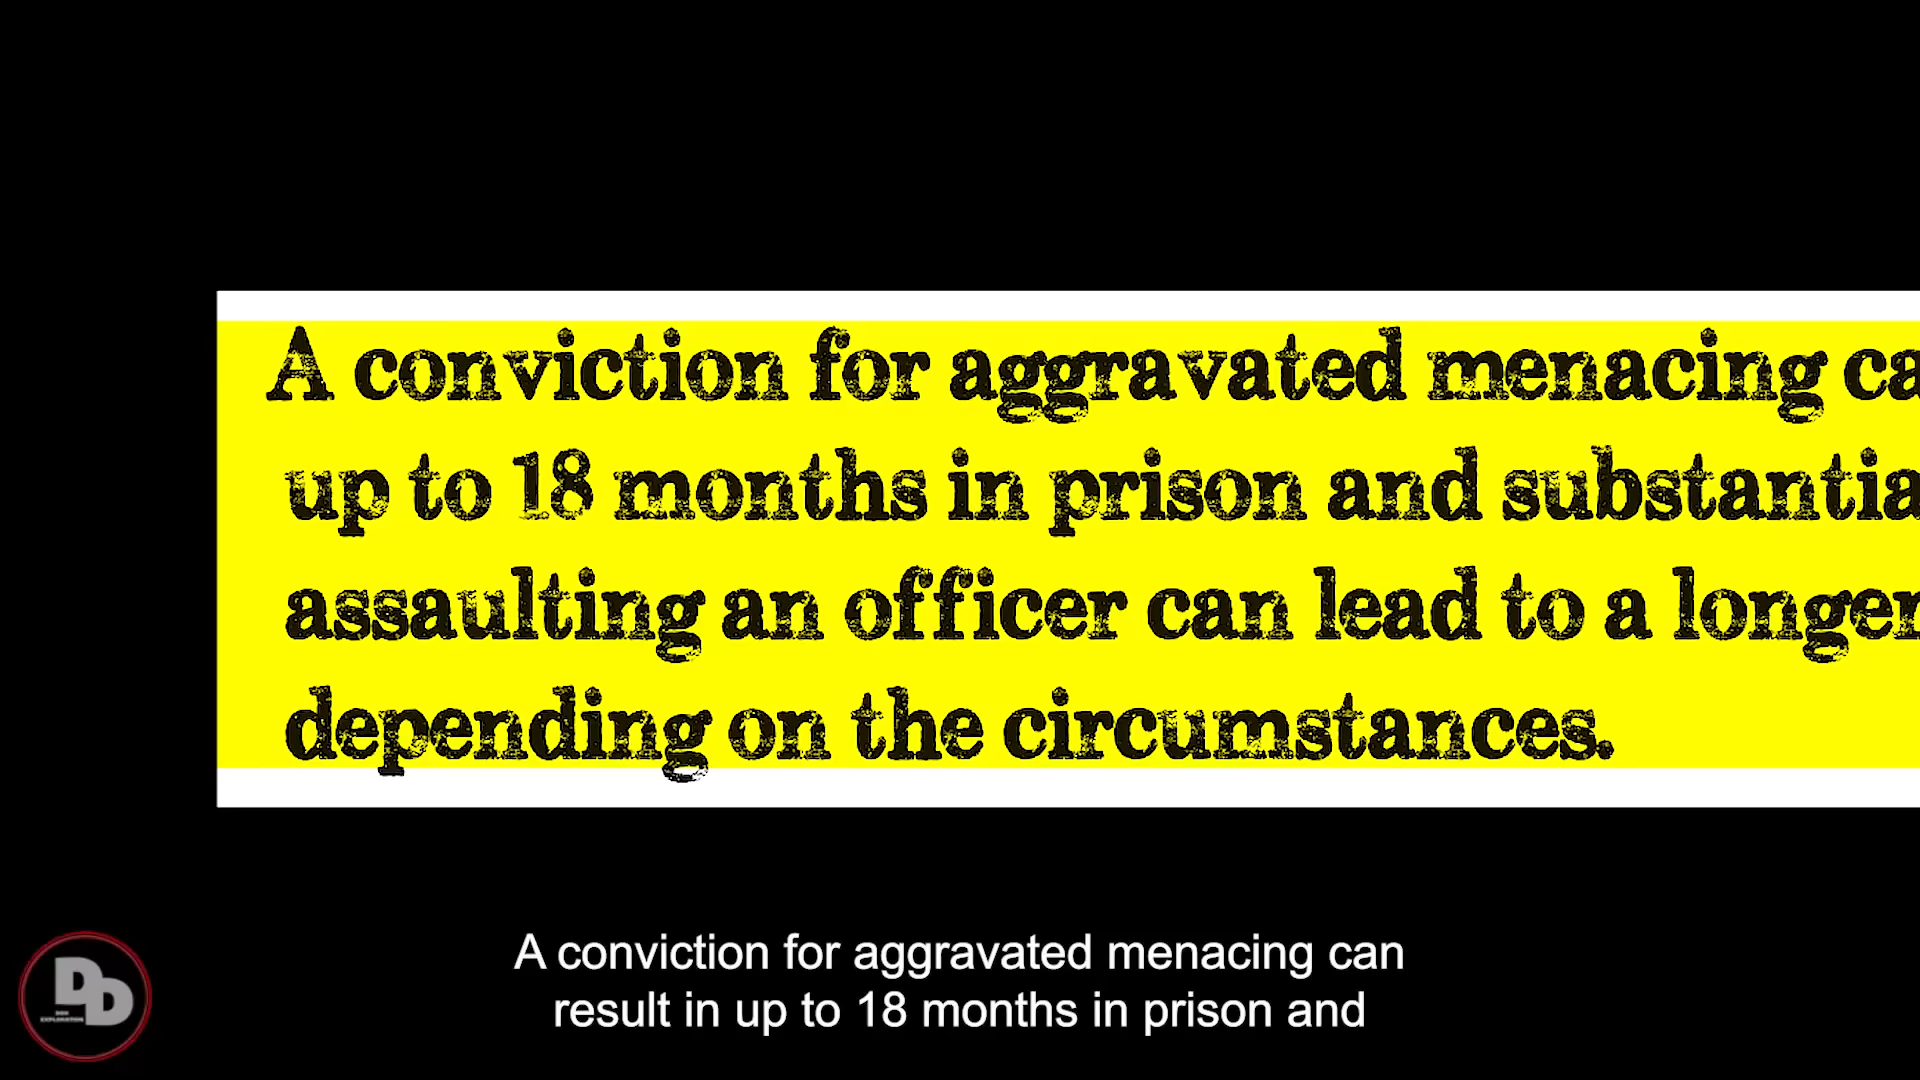 A conviction for aggravated menacing ca
up to 18 months in prison and substantia
assaulting an officer can lead to a longer
depending on the circumstances.
A conviction for aggravated menacing can
result in up to 18 months in prison and
DD